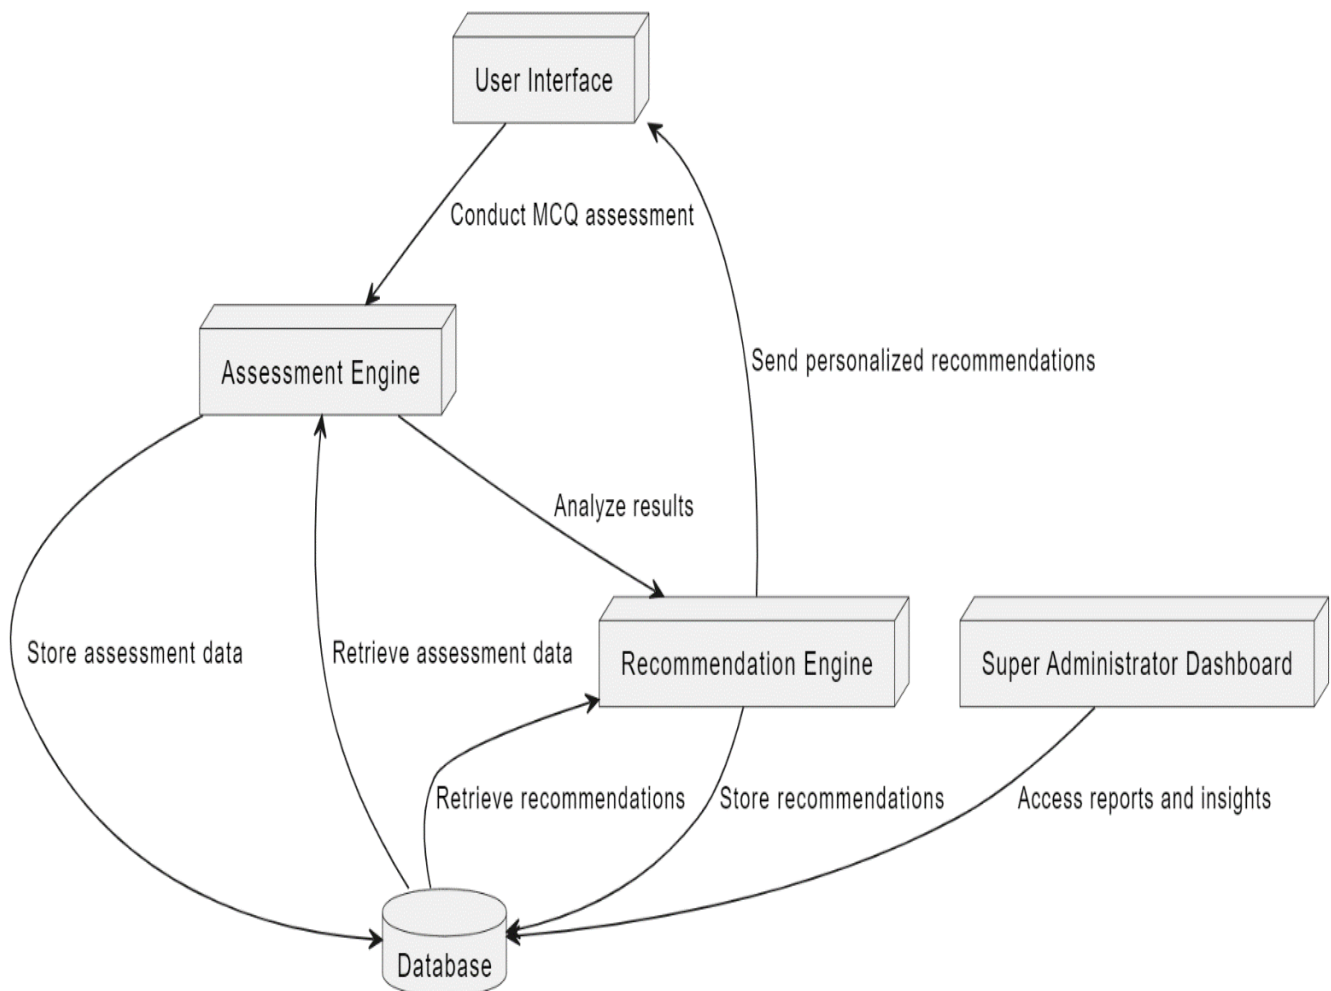 User Interface
Conduct MCQ assessment
Assessment Engine
Send personalized recommendations
Analyze results
Store assessment data
Retrieve assessment data
Recommendation Engine
Super Administrator Dashboard
Retrieve recommendations
Store recommendations
Access reports and insights
Database